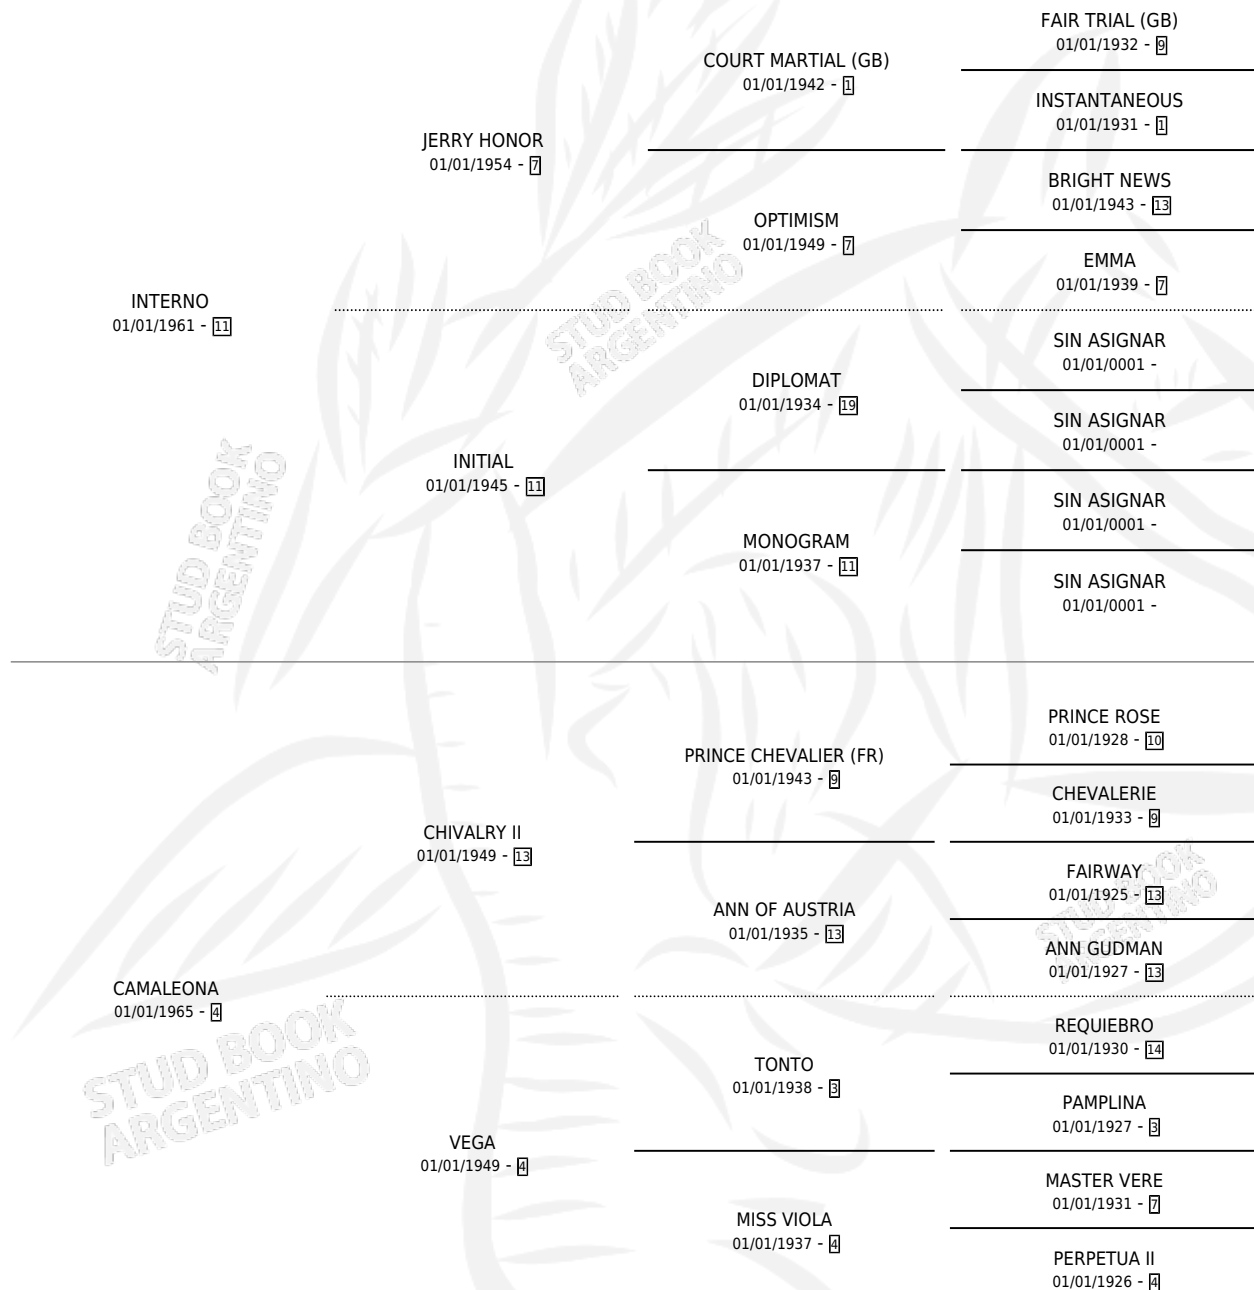 FAIR TRIAL (GB)
01/01/1932 - 9
COURT MARTIAL (GB)
01/01/1942 - 1
INSTANTANEOUS
01/01/1931 - 1
JERRY HONOR
01/01/1954 - 7
BRIGHT NEWS
01/01/1943 - 13
OPTIMISM
01/01/1949 - 7
EMMA
01/01/1939 - 7
INTERNO
01/01/1961 - 11
SIN ASIGNAR
01/01/0001 -
DIPLOMAT
01/01/1934 - 19
SIN ASIGNAR
01/01/0001 -
INITIAL
01/01/1945 - 11
SIN ASIGNAR
01/01/0001 -
MONOGRAM
01/01/1937 - 11
SIN ASIGNAR
01/01/0001 -
PRINCE ROSE
01/01/1928 - 10
PRINCE CHEVALIER (FR)
01/01/1943 - 9
CHEVALERIE
01/01/1933 - 9
CHIVALRY II
01/01/1949 - 13
FAIRWAY
01/01/1925 - 13
ANN OF AUSTRIA
01/01/1935 - 13
ANN GUDMAN
01/01/1927 - 13
CAMALEONA
01/01/1965 - 4
REQUIEBRO
01/01/1930 - 14
TONTO
01/01/1938 - 3
PAMPLINA
01/01/1927 - 3
VEGA
01/01/1949 - 4
MASTER VERE
01/01/1931 - 7
MISS VIOLA
01/01/1937 - 4
PERPETUA II
01/01/1926 - 4
STUD BOOK
ARGENTINO
STUD BOOK
ARGENTINO
STUD BOOK
ARGENTINO
STUD BOOK
ARGENTINO